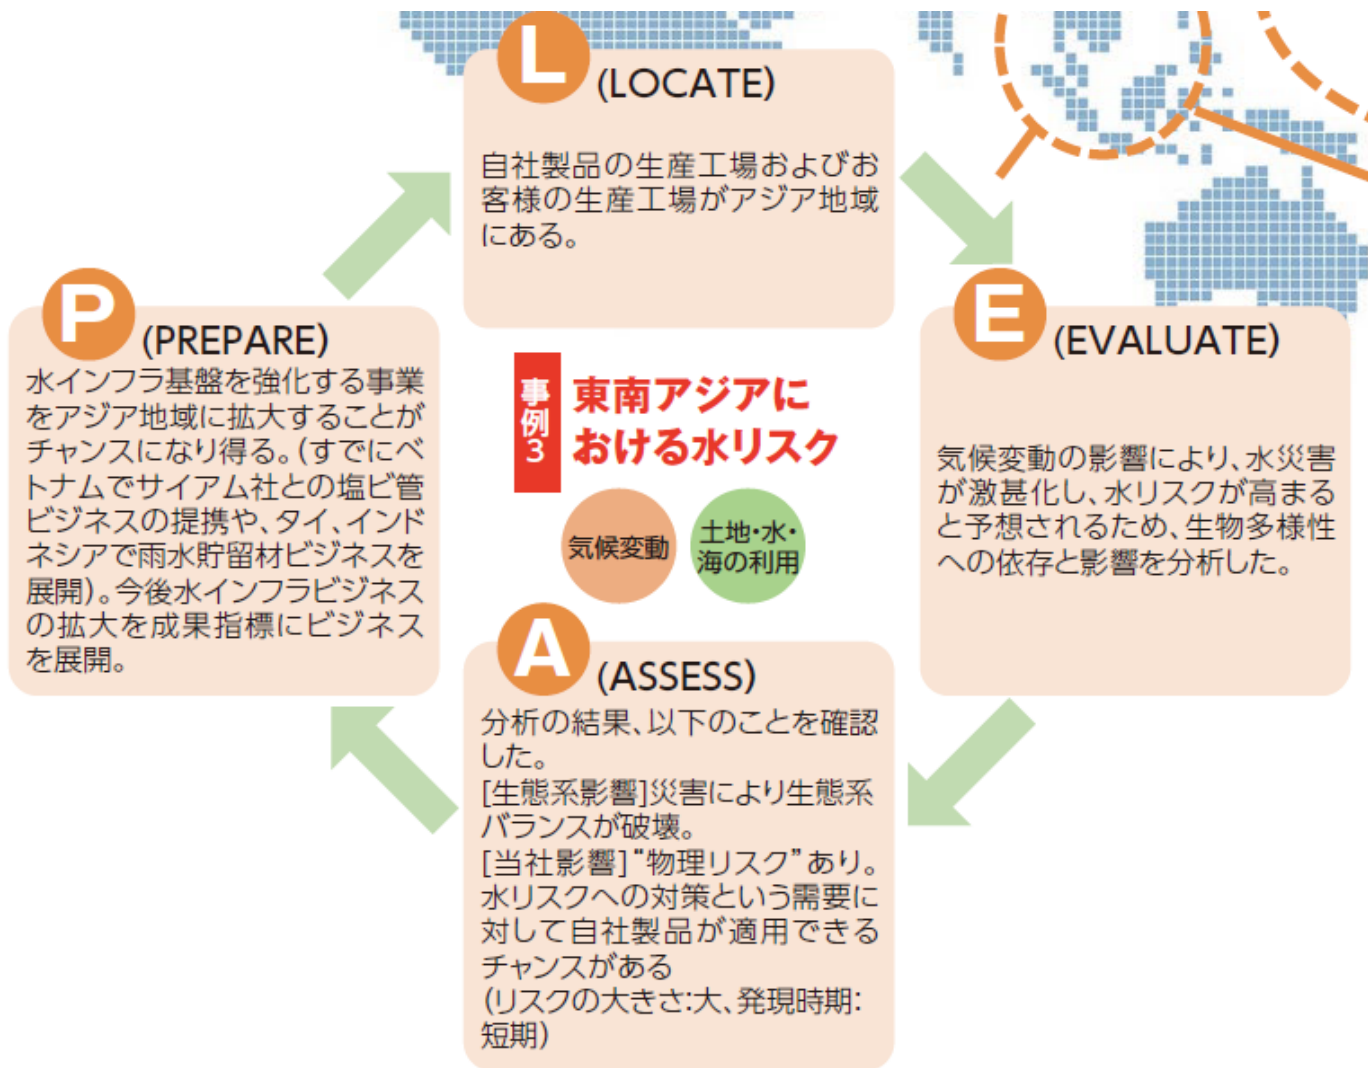 L
(LOCATE)
自社製品の生産工場およびお
客様の生産工場がアジア地域
にある。
E
(EVALUATE)
気候変動の影響により、水災害
が激甚化し、水リスクが高まる
と予想されるため、生物多様性
への依存と影響を分析した。
A
(ASSESS)
分析の結果、以下のことを確認
した。
[生態系影響]災害により生態系
バランスが破壊。
[当社影響]“物理リスク”あり。
水リスクへの対策という需要に
対して自社製品が適用できる
チャンスがある
(リスクの大きさ:大、発現時期:
短期)
P
(PREPARE)
水インフラ基盤を強化する事業
をアジア地域に拡大することが
チャンスになり得る。(すでにベ
トナムでサイアム社との塩ビ管
ビジネスの提携や、タイ、インド
ネシアで雨水貯留材ビジネスを
展開)。今後水インフラビジネス
の拡大を成果指標にビジネス
を展開。
事例3
東南アジアに
おける水リスク
気候変動
土地・水・
海の利用